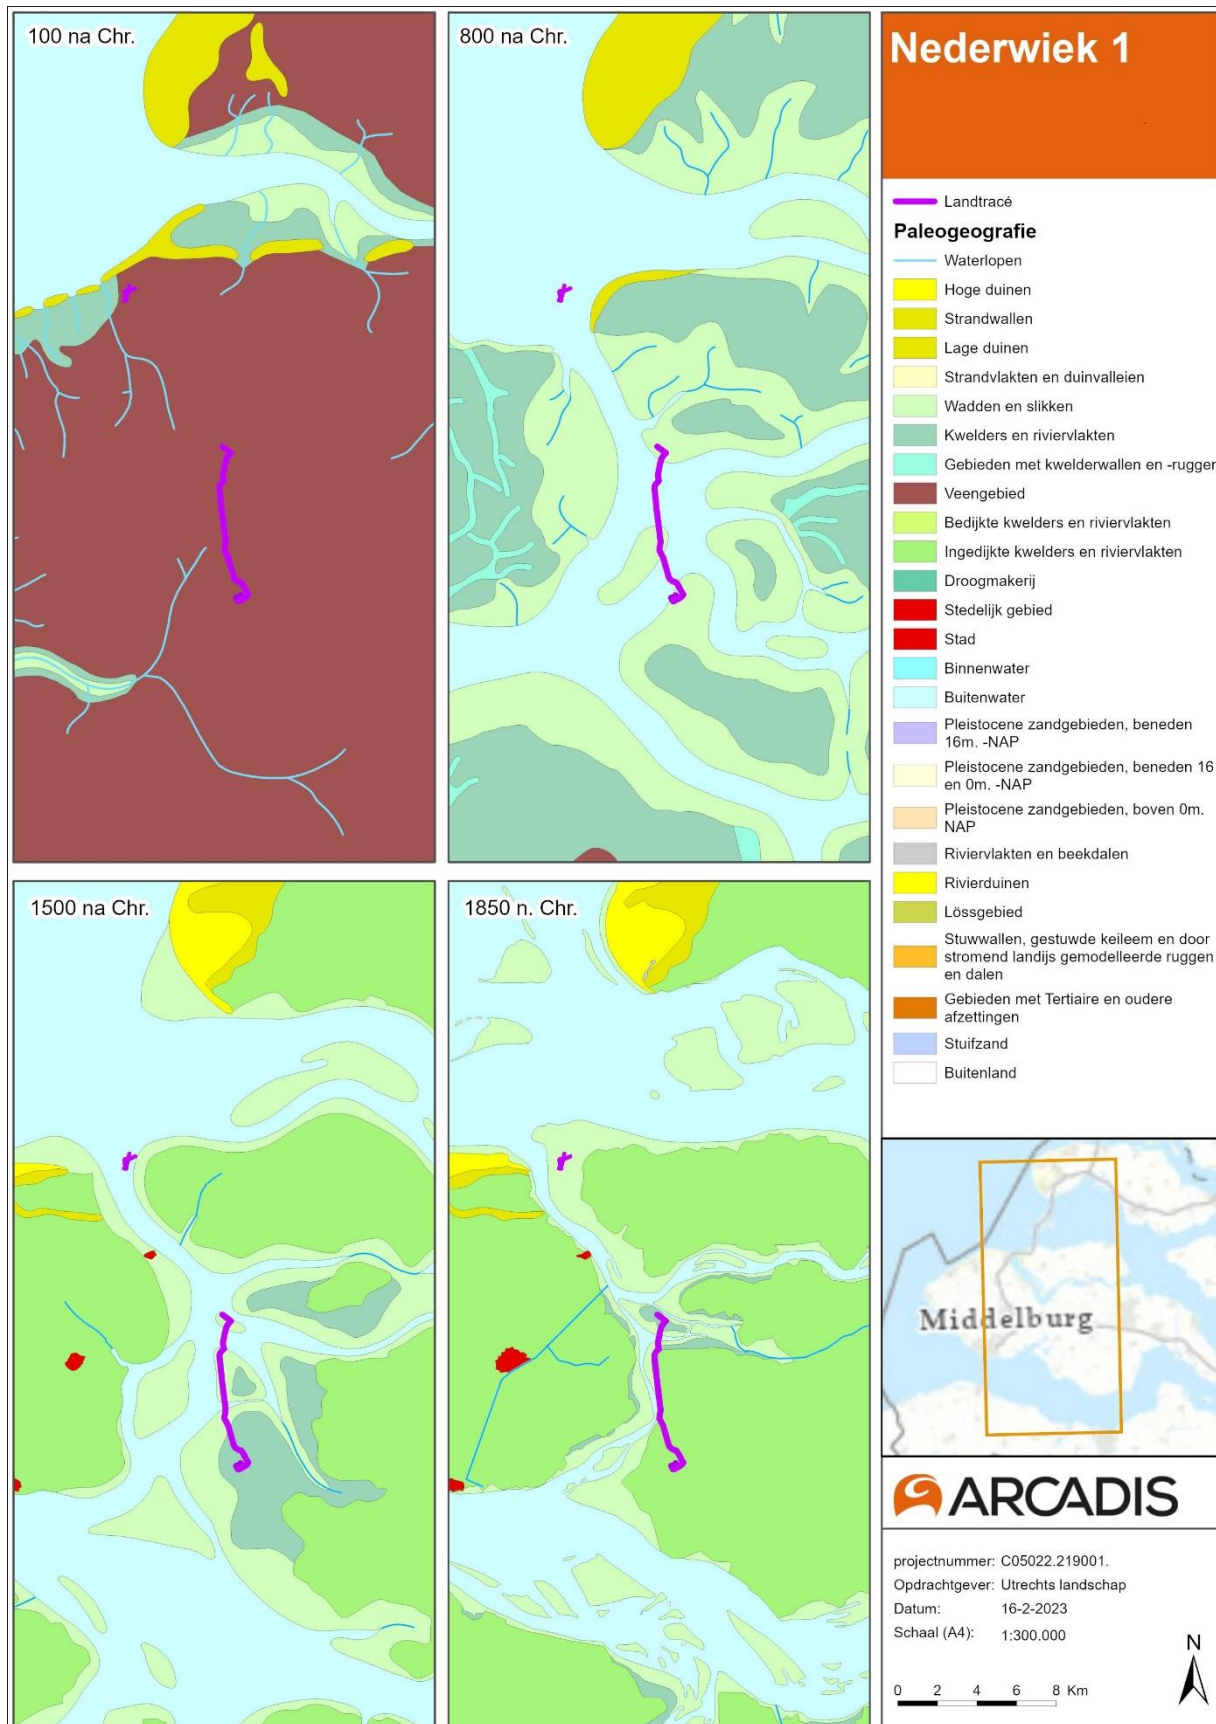 100 na Chr.
800 na Chr.
1500 na Chr.
1850 n. Chr.
Nederwiek 1
Landtracé
Paleogeografie
Waterlopen
Hoge duinen
Strandwallen
Lage duinen
Strandvlakten en duinvalleien
Wadden en slikken
Kwelders en riviervlakten
Gebieden met kwelderwallen en -ruggen
Veengebied
Bedijkte kwelders en riviervlakten
Ingedijkte kwelders en riviervlakten
Droogmakerij
Stedelijk gebied
Stad
Binnenwater
Buitenwater
Pleistocene zandgebieden, beneden
16m. -NAP
Pleistocene zandgebieden, beneden 16
en 0m. -NAP
Pleistocene zandgebieden, boven 0m.
NAP
Riviervlakten en beekdalen
Rivierduinen
Lössgebied
Stuwwallen, gestuwde keileem en door
stromend landijs gemodelleerde ruggen
en dalen
Gebieden met Tertiaire en oudere
afzettingen
Stuifzand
Buitenland
Middelburg
ARCADIS
projectnummer: C05022.219001.
Opdrachtgever: Utrechts landschap
Datum: 16-2-2023
Schaal (A4): 1:300.000
N
0 2 4 6 8 Km